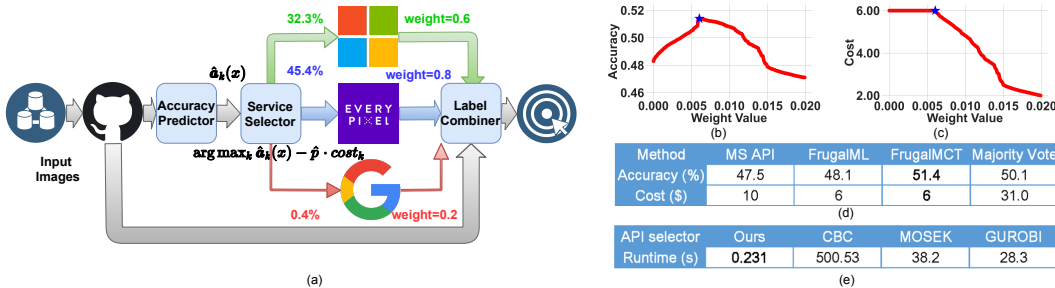 32.3%
weight=0.6
âₖ(x)
45.4%
weight=0.8
Accuracy
Predictor
Service
Selector
EVERY
PIXEL
Label
Combiner
Input
Images
arg maxₖ âₖ(x) − p̂ · costₖ
0.4%
weight=0.2
(a)
Accuracy
0.52
0.50
0.48
0.46
0.000 0.005 0.010 0.015 0.020
Weight Value
(b)
Cost
6.00
4.00
2.00
0.000 0.005 0.010 0.015 0.020
Weight Value
(c)
Method MS API FrugalML FrugalMCT Majority Vote
Accuracy (%) 47.5 48.1 51.4 50.1
Cost ($) 10 6 6 31.0
(d)
API selector Ours CBC MOSEK GUROBI
Runtime (s) 0.231 500.53 38.2 28.3
(e)